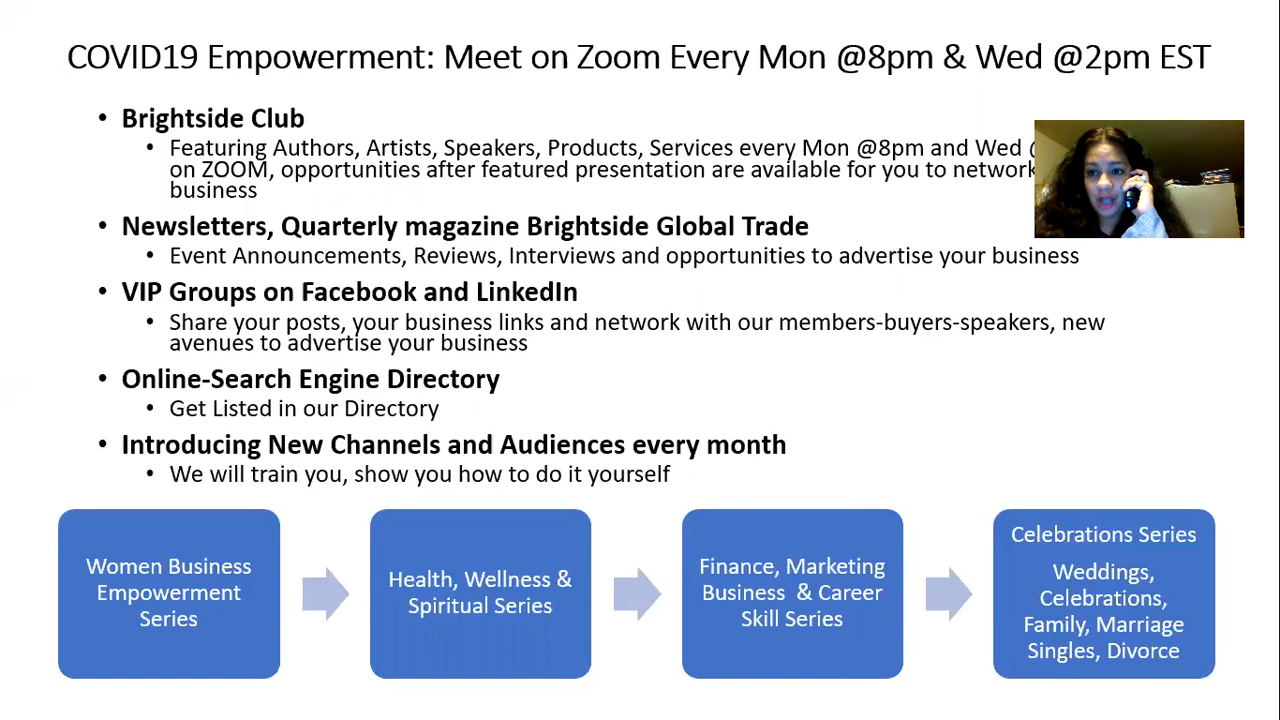 COVID19 Empowerment: Meet on Zoom Every Mon @8pm & Wed @2pm EST
• Brightside Club
• Featuring Authors, Artists, Speakers, Products, Services every Mon @8pm and Wed
on ZOOM, opportunities after featured presentation are available for you to network
business
• Newsletters, Quarterly magazine Brightside Global Trade
• Event Announcements, Reviews, Interviews and opportunities to advertise your business
• VIP Groups on Facebook and LinkedIn
• Share your posts, your business links and network with our members-buyers-speakers, new
avenues to advertise your business
• Online-Search Engine Directory
• Get Listed in our Directory
• Introducing New Channels and Audiences every month
• We will train you, show you how to do it yourself
Women Business
Empowerment
Series
Health, Wellness &
Spiritual Series
Finance, Marketing
Business & Career
Skill Series
Celebrations Series
Weddings,
Celebrations,
Family, Marriage
Singles, Divorce